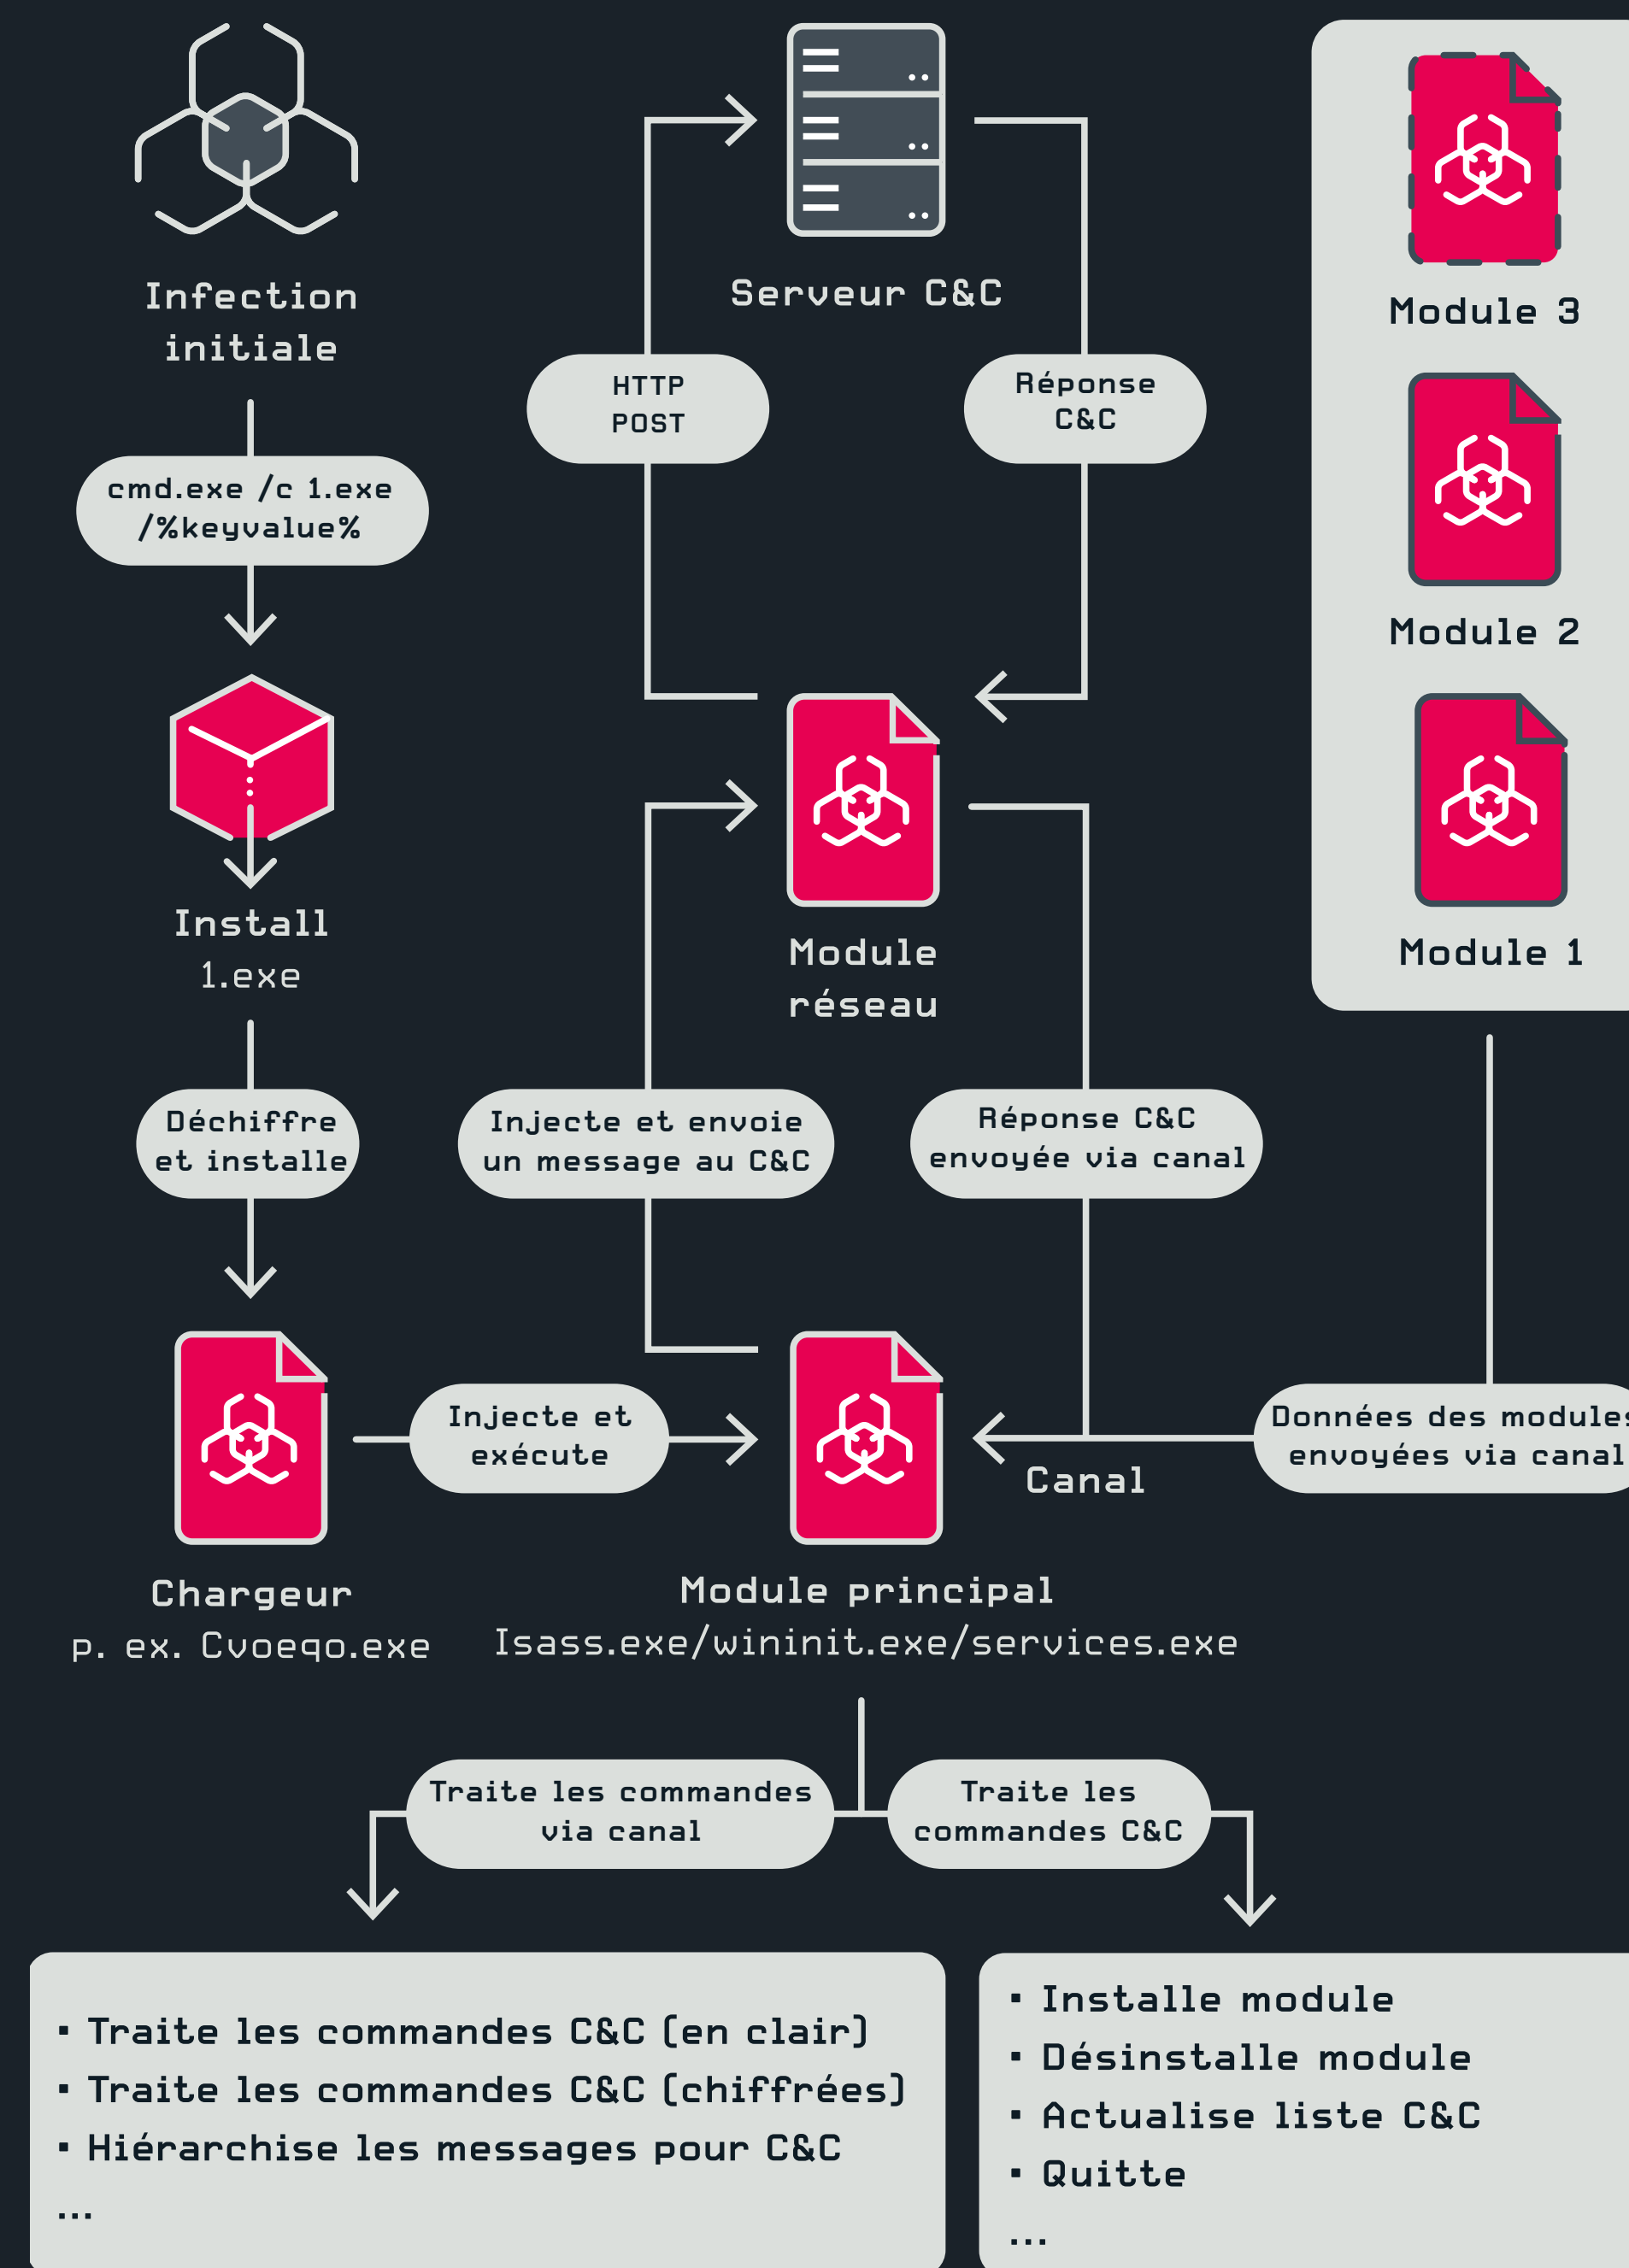 Infection
initiale
cmd.exe /c 1.exe
/%keyvalue%
Install
1.exe
Déchiffre
et installe
Chargeur
p. ex. Cvoeqo.exe
Injecte et
exécute
Serveur C&C
HTTP
POST
Réponse
C&C
Module
réseau
Injecte et envoie
un message au C&C
Réponse C&C
envoyée via canal
Module 3
Module 2
Module 1
Données des modules
envoyées via canal
Canal
Module principal
Isass.exe/wininit.exe/services.exe
Traite les commandes
via canal
Traite les
commandes C&C
▪ Traite les commandes C&C (en clair)
▪ Traite les commandes C&C (chiffrées)
▪ Hiérarchise les messages pour C&C
...
▪ Installe module
▪ Désinstalle module
▪ Actualise liste C&C
▪ Quitte
...